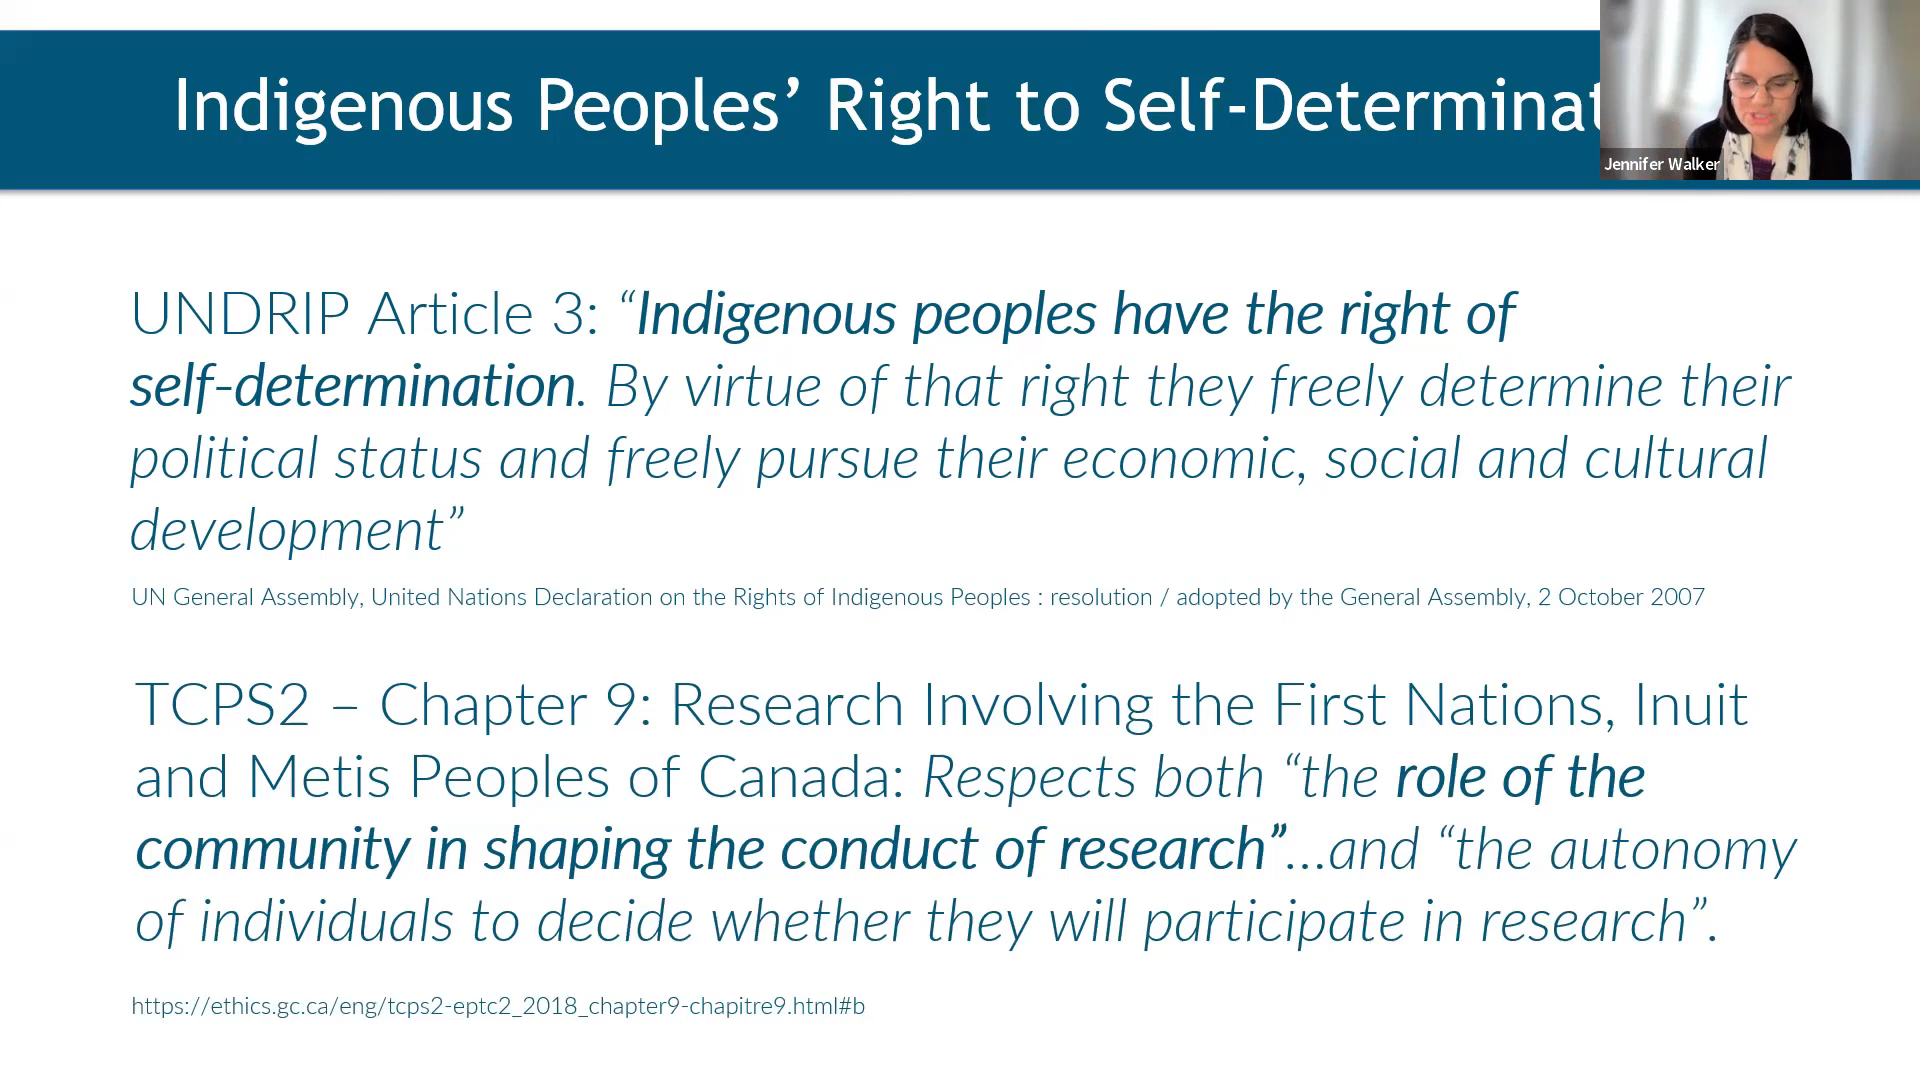 Indigenous Peoples’ Right to Self-Determinat
Jennifer Walker
UNDRIP Article 3: “Indigenous peoples have the right of
self-determination. By virtue of that right they freely determine their
political status and freely pursue their economic, social and cultural
development”
UN General Assembly, United Nations Declaration on the Rights of Indigenous Peoples : resolution / adopted by the General Assembly, 2 October 2007
TCPS2 – Chapter 9: Research Involving the First Nations, Inuit
and Metis Peoples of Canada: Respects both “the role of the
community in shaping the conduct of research”...and “the autonomy
of individuals to decide whether they will participate in research”.
https://ethics.gc.ca/eng/tcps2-eptc2_2018_chapter9-chapitre9.html#b